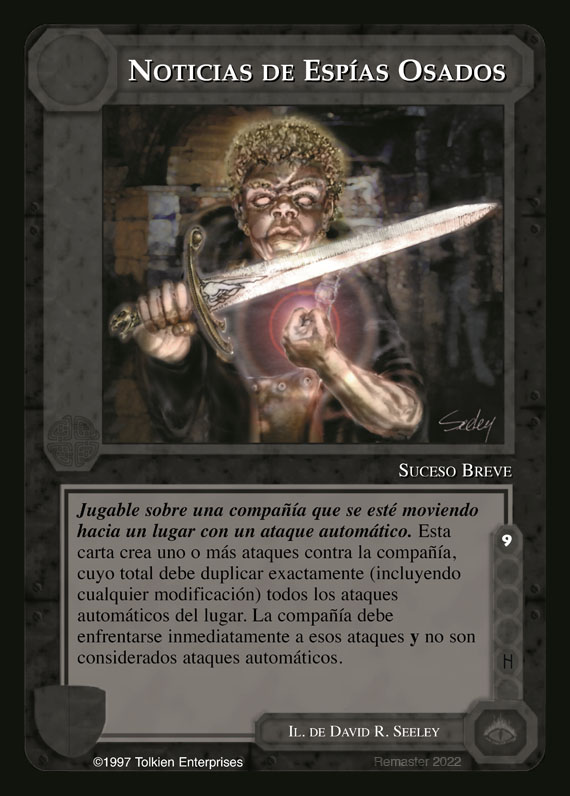 Noticias de Espías Osados
Seeley
Suceso Breve
Jugable sobre una compañía que se esté moviendo
hacia un lugar con un ataque automático. Esta
carta crea uno o más ataques contra la compañía,
cuyo total debe duplicar exactamente (incluyendo
cualquier modificación) todos los ataques
automáticos del lugar. La compañía debe
enfrentarse inmediatamente a esos ataques y no son
considerados ataques automáticos.
9
Il. de David R. Seeley
©1997 Tolkien Enterprises
Remaster 2022